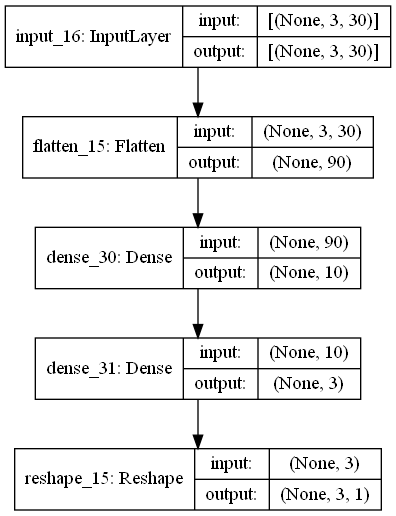 input_16: InputLayer
input:
[(None, 3, 30)]
output:
[(None, 3, 30)]
flatten_15: Flatten
input:
(None, 3, 30)
output:
(None, 90)
dense_30: Dense
input:
(None, 90)
output:
(None, 10)
dense_31: Dense
input:
(None, 10)
output:
(None, 3)
reshape_15: Reshape
input:
(None, 3)
output:
(None, 3, 1)